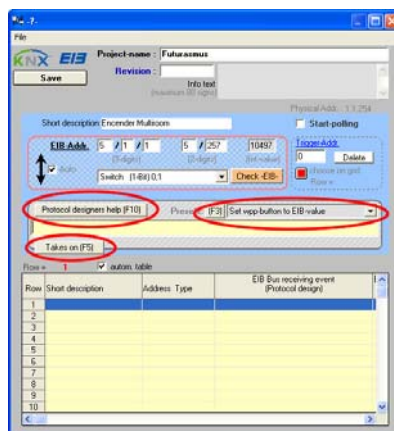 -?-
File
KNX EIB
Project-name : Futurasmus
Save
Revision :
Info text
(maximum 80 signs)
Physical Addr. : 1.3.254
Short description Encender Multiroom
Start-polling
EIB-Addr. 5 / 1 / 1 5 / 257 10497
(3-digits) (2-digits) (Int-value)
Trigger-Addr.
0 Delete
Auto
Switch (1-Bit) 0,1 Check -EIB-
choose on grid
Row =
Protocol designers help (F10) (F3) Set wpp-button to EIB-value
Takes on (F5)
Row = 1 autom. table
Row Short description Address Type EIB Bus receiving event
(Protocol design)
1
2
3
4
5
6
7
8
9
10